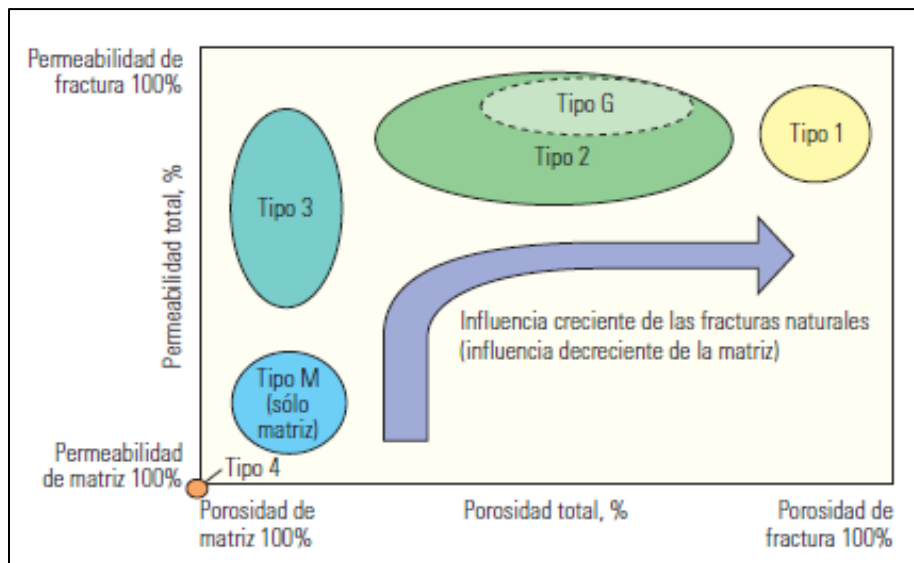 Permeabilidad de
fractura 100%
Tipo G
Tipo 2
Tipo 1
Tipo 3
Permeabilidad total, %
Influencia creciente de las fracturas naturales
(influencia decreciente de la matriz)
Tipo M
(sólo
matriz)
Permeabilidad
de matriz 100%
Tipo 4
Porosidad de
matriz 100%
Porosidad total, %
Porosidad de
fractura 100%